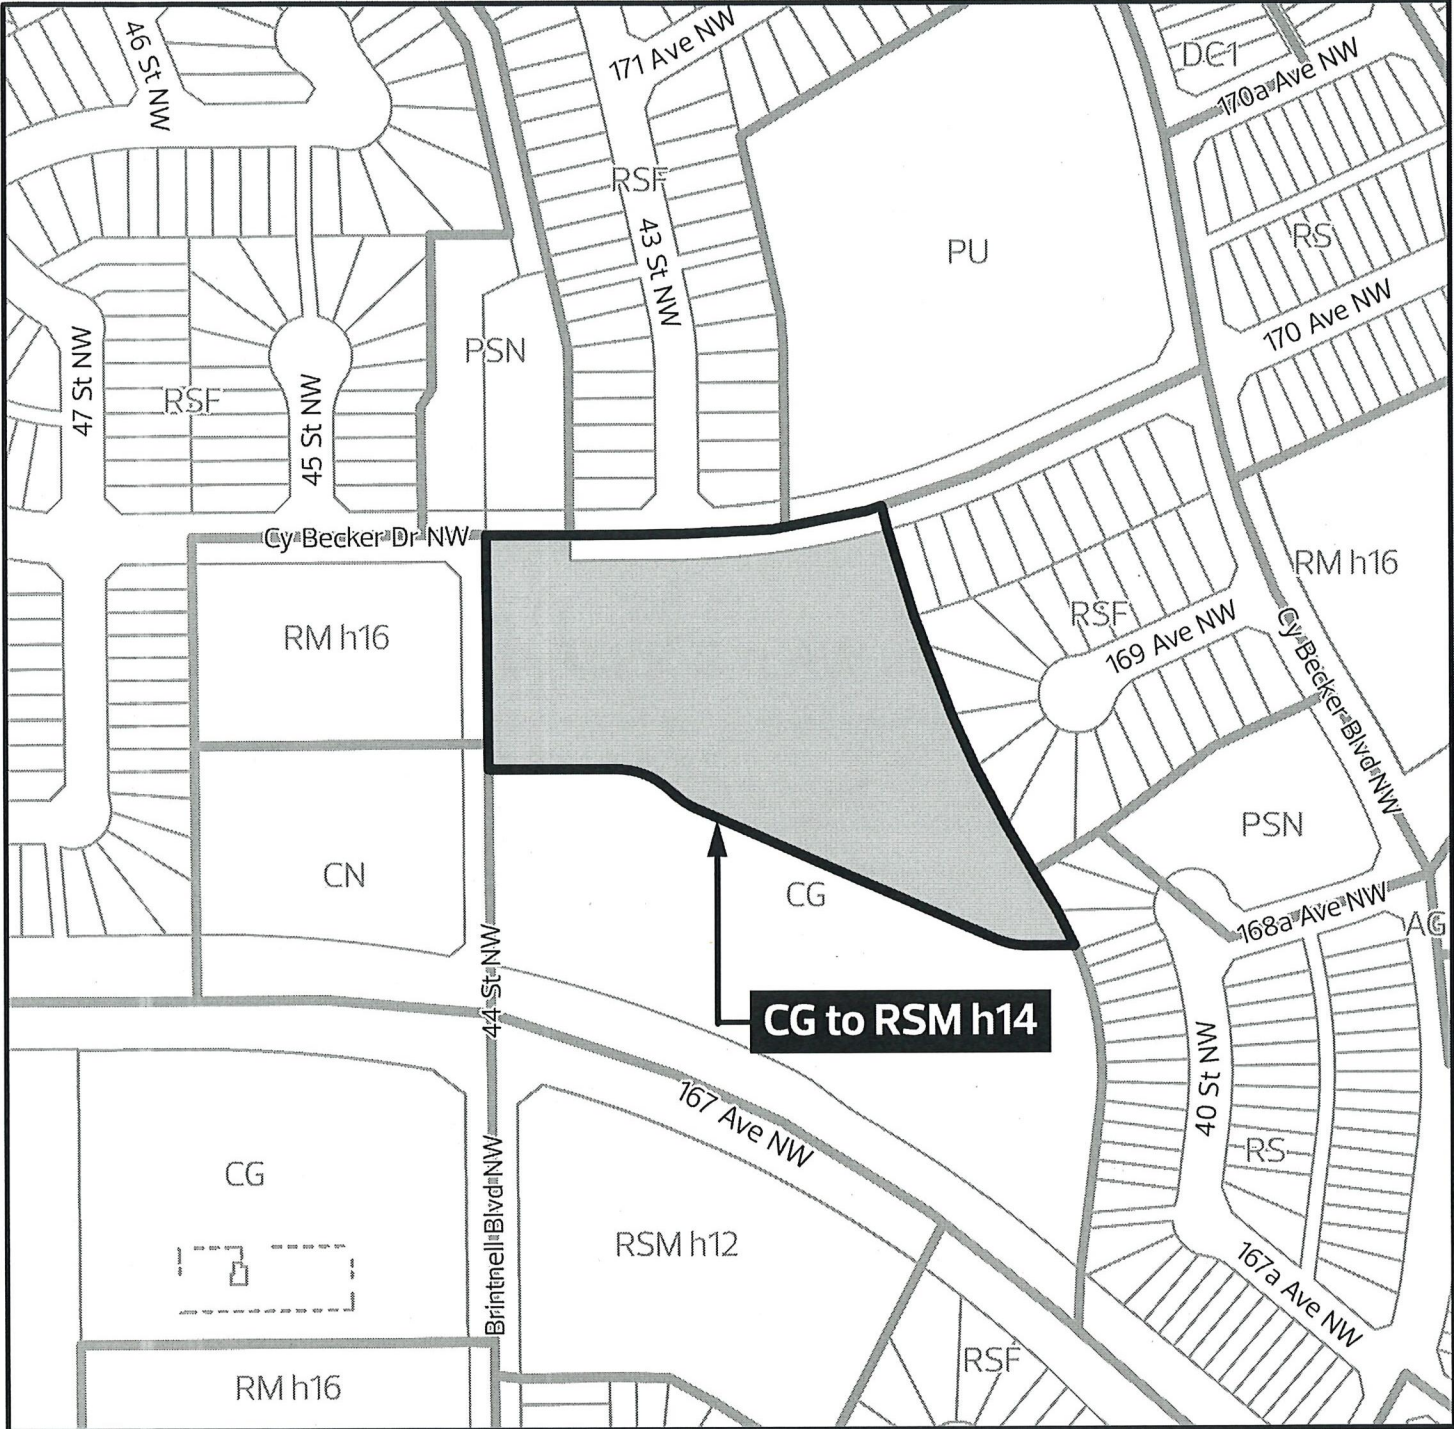 46 St NW
171 Ave NW
DC1
170a Ave NW
RSF
43 St NW
PU
RS
170 Ave NW
47 St NW
RSF
45 St NW
PSN
Cy Becker Dr NW
RM h16
RM h16
RSF
169 Ave NW
Cy Becker Blvd NW
CN
CG
PSN
168a Ave NW
AG
44 St NW
CG to RSM h14
40 St NW
167 Ave NW
CG
RS
Brintnell Blvd NW
RSM h12
167a Ave NW
RSF
RM h16